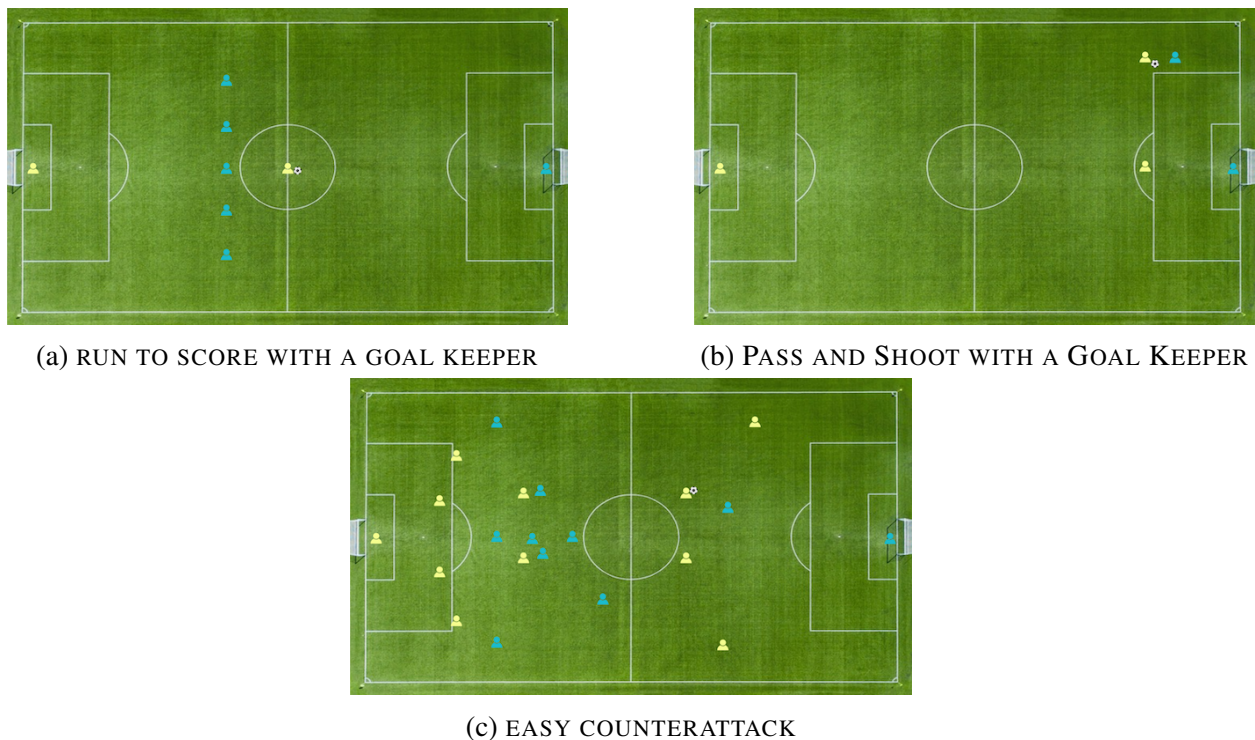 (a) RUN TO SCORE WITH A GOAL KEEPER
(b) PASS AND SHOOT WITH A GOAL KEEPER
(c) EASY COUNTERATTACK